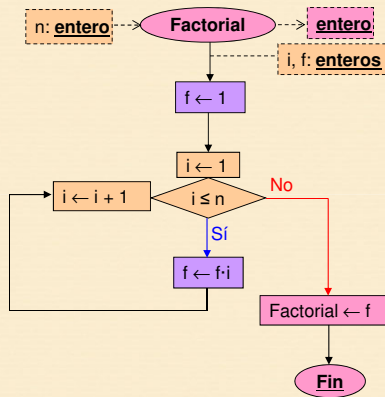 n: entero
Factorial
entero
i, f: enteros
f ← 1
i ← 1
i ← i + 1
i ≤ n
No
Sí
f ← f·i
Factorial ← f
Fin